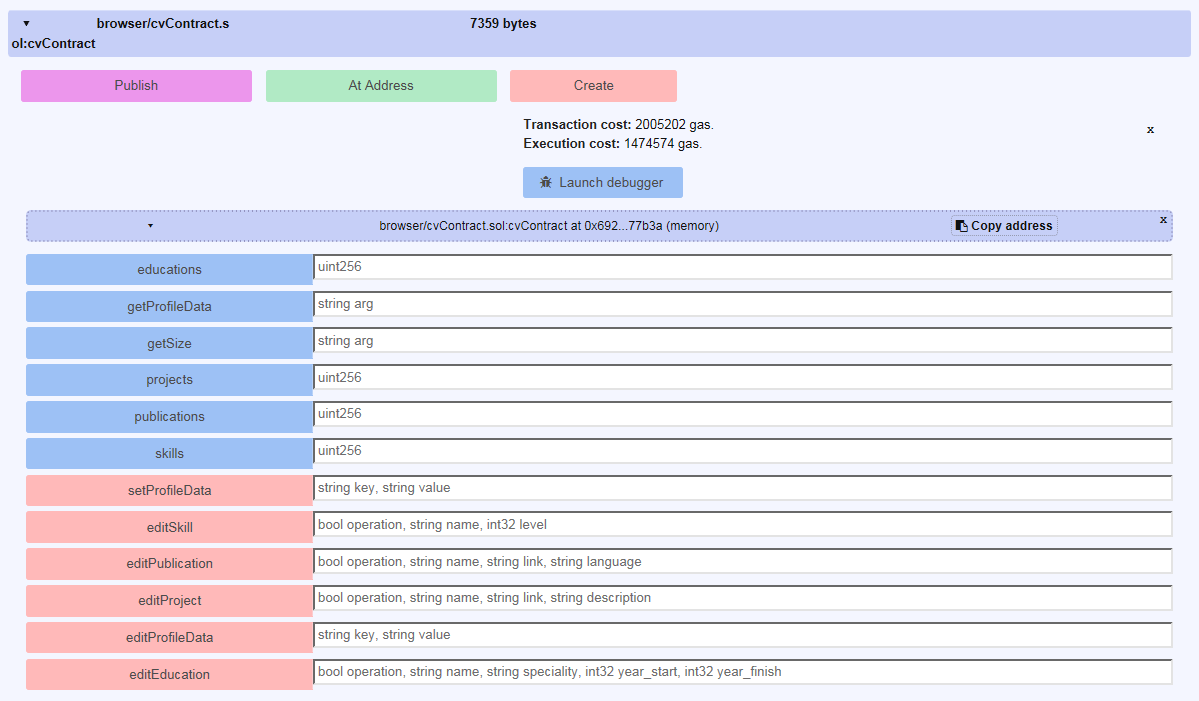 ▾ browser/cvContract.s 7359 bytes
ol:cvContract
Publish At Address Create
Transaction cost: 2005202 gas. x
Execution cost: 1474574 gas.
Launch debugger
▾ browser/cvContract.sol:cvContract at 0x692...77b3a (memory) Copy address x
educations uint256
getProfileData string arg
getSize string arg
projects uint256
publications uint256
skills uint256
setProfileData string key, string value
editSkill bool operation, string name, int32 level
editPublication bool operation, string name, string link, string language
editProject bool operation, string name, string link, string description
editProfileData string key, string value
editEducation bool operation, string name, string speciality, int32 year_start, int32 year_finish